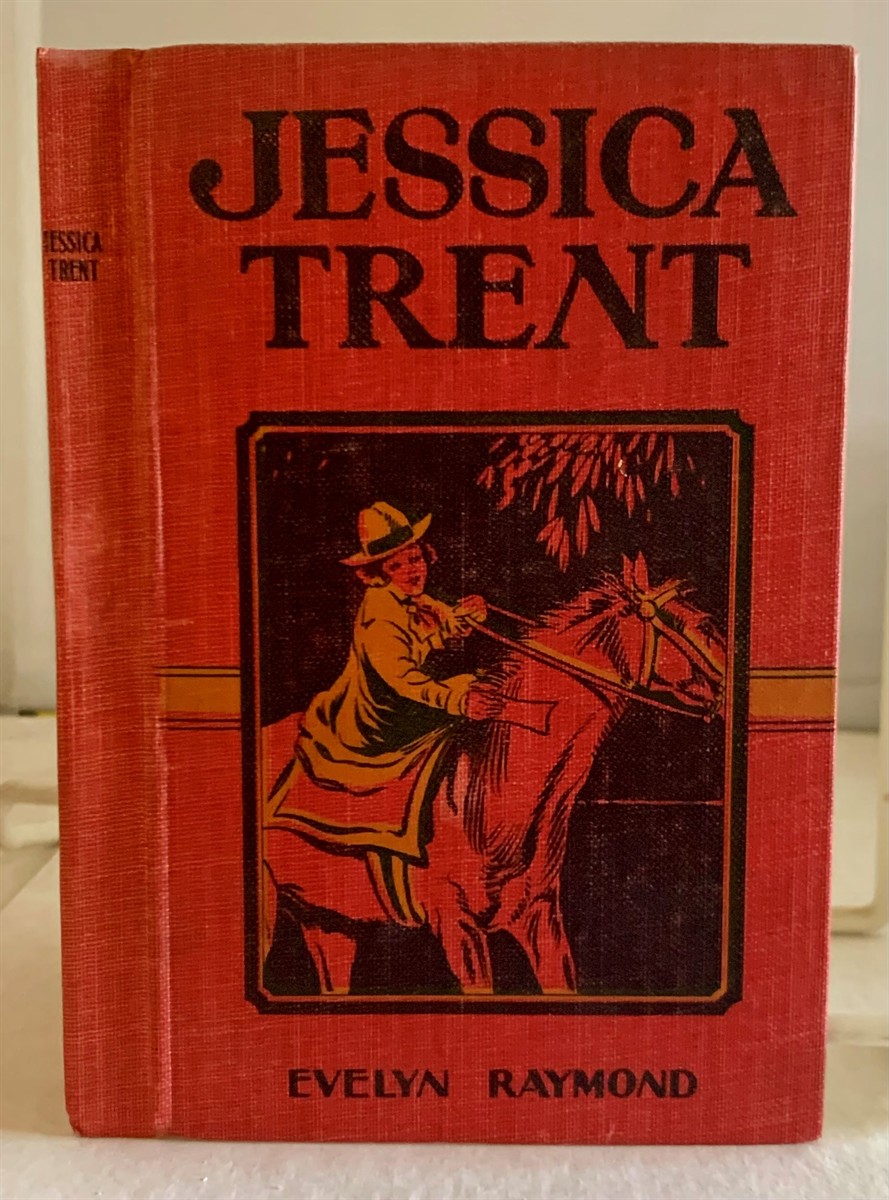 JESSICA
TRENT
JESSICA
TRENT
EVELYN RAYMOND